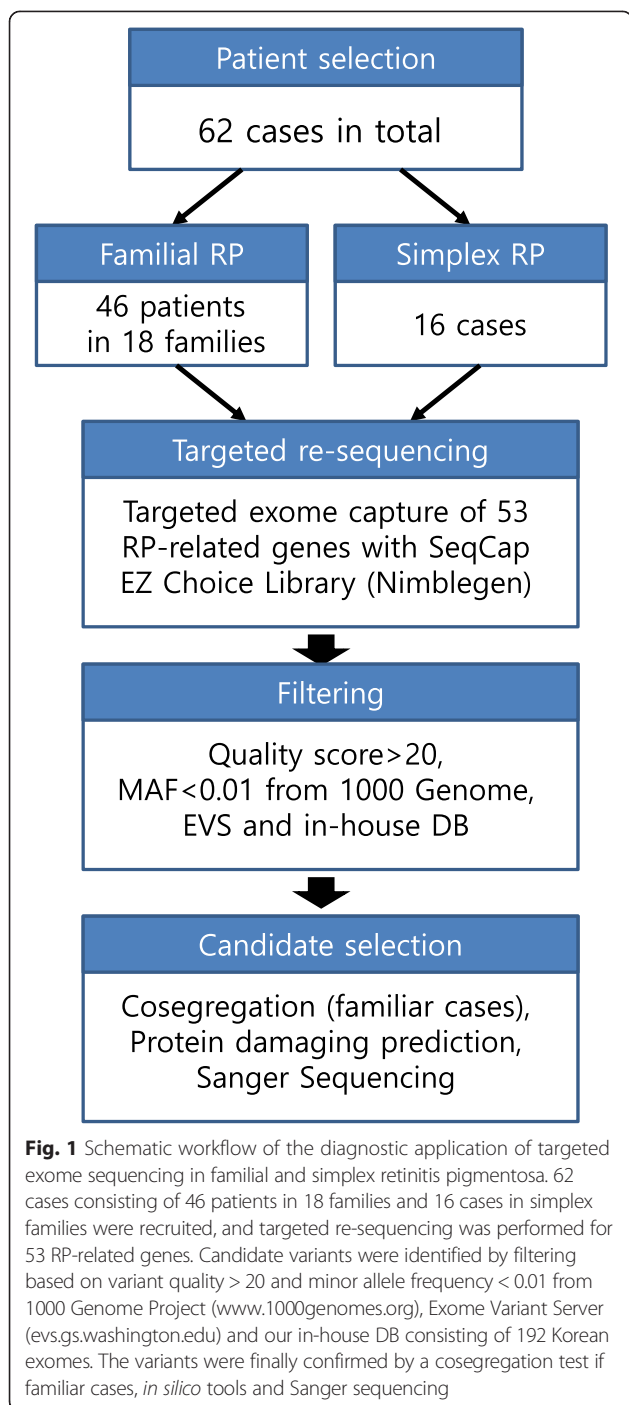 Patient selection
62 cases in total
Familial RP
46 patients
in 18 families
Simplex RP
16 cases
Targeted re-sequencing
Targeted exome capture of 53
RP-related genes with SeqCap
EZ Choice Library (Nimblegen)
Filtering
Quality score>20,
MAF<0.01 from 1000 Genome,
EVS and in-house DB
Candidate selection
Cosegregation (familiar cases),
Protein damaging prediction,
Sanger Sequencing
Fig. 1 Schematic workflow of the diagnostic application of targeted
exome sequencing in familial and simplex retinitis pigmentosa. 62
cases consisting of 46 patients in 18 families and 16 cases in simplex
families were recruited, and targeted re-sequencing was performed for
53 RP-related genes. Candidate variants were identified by filtering
based on variant quality > 20 and minor allele frequency < 0.01 from
1000 Genome Project (www.1000genomes.org), Exome Variant Server
(evs.gs.washington.edu) and our in-house DB consisting of 192 Korean
exomes. The variants were finally confirmed by a cosegregation test if
familiar cases, in silico tools and Sanger sequencing